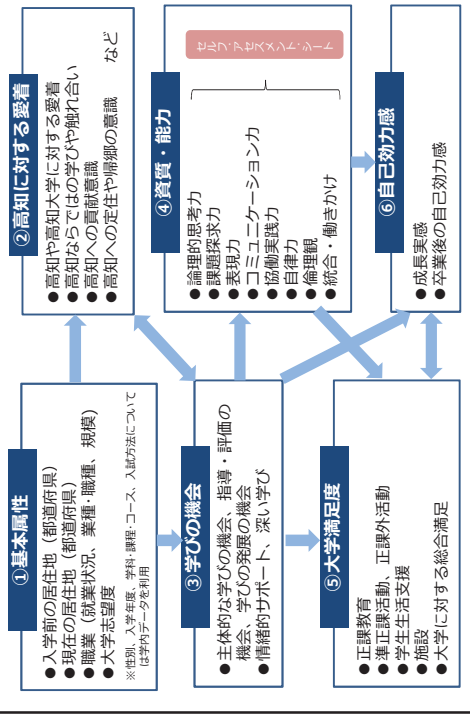 ①基本属性
●入学前の居住地（都道府県）
●現在の居住地（都道府県）
●職業（就業状況、業種・職種、規模）
●大学志望度
※性別、入学年度、学科・課程・コース、入試方法について
は学内データを利用
②高知に対する愛着
●高知や高知大学に対する愛着
●高知ならではの学びや触れ合い
●高知への貢献意識
●高知への定住や帰郷の意識　など
③学びの機会
●主体的な学びの機会、指導・評価の
機会、学びの発展の機会
●情緒的サポート、深い学び
④資質・能力
●論理的思考力
●課題探求力
●表現力
●コミュニケーション力
●協働実践力
●自律力
●倫理観
●統合・働きかけ
セルフ・アセスメント・シート
⑤大学満足度
●正課教育
●準正課活動、正課外活動
●学生生活支援
●施設
●大学に対する総合満足
⑥自己効力感
●成長実感
●卒業後の自己効力感